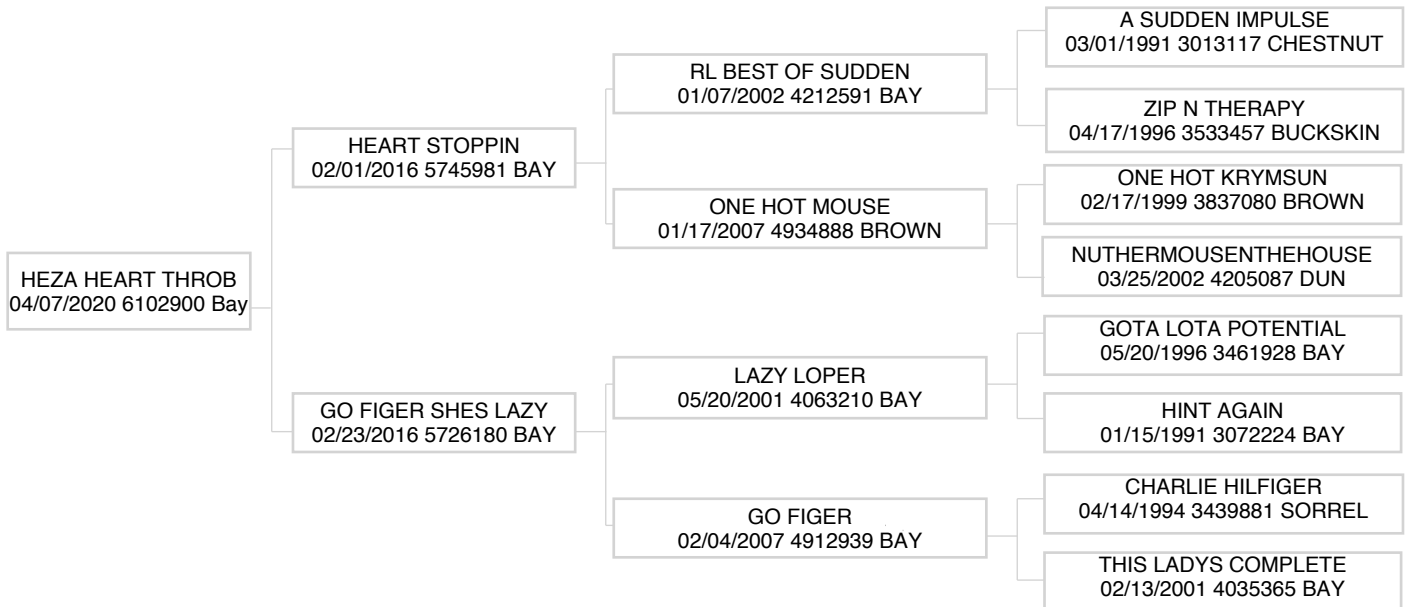 HEZA HEART THROB
04/07/2020 6102900 Bay
HEART STOPPIN
02/01/2016 5745981 BAY
GO FIGER SHES LAZY
02/23/2016 5726180 BAY
RL BEST OF SUDDEN
01/07/2002 4212591 BAY
ONE HOT MOUSE
01/17/2007 4934888 BROWN
LAZY LOPER
05/20/2001 4063210 BAY
GO FIGER
02/04/2007 4912939 BAY
A SUDDEN IMPULSE
03/01/1991 3013117 CHESTNUT
ZIP N THERAPY
04/17/1996 3533457 BUCKSKIN
ONE HOT KRYMSUN
02/17/1999 3837080 BROWN
NUTHERMOUSENTHEHOUSE
03/25/2002 4205087 DUN
GOTA LOTA POTENTIAL
05/20/1996 3461928 BAY
HINT AGAIN
01/15/1991 3072224 BAY
CHARLIE HILFIGER
04/14/1994 3439881 SORREL
THIS LADYS COMPLETE
02/13/2001 4035365 BAY